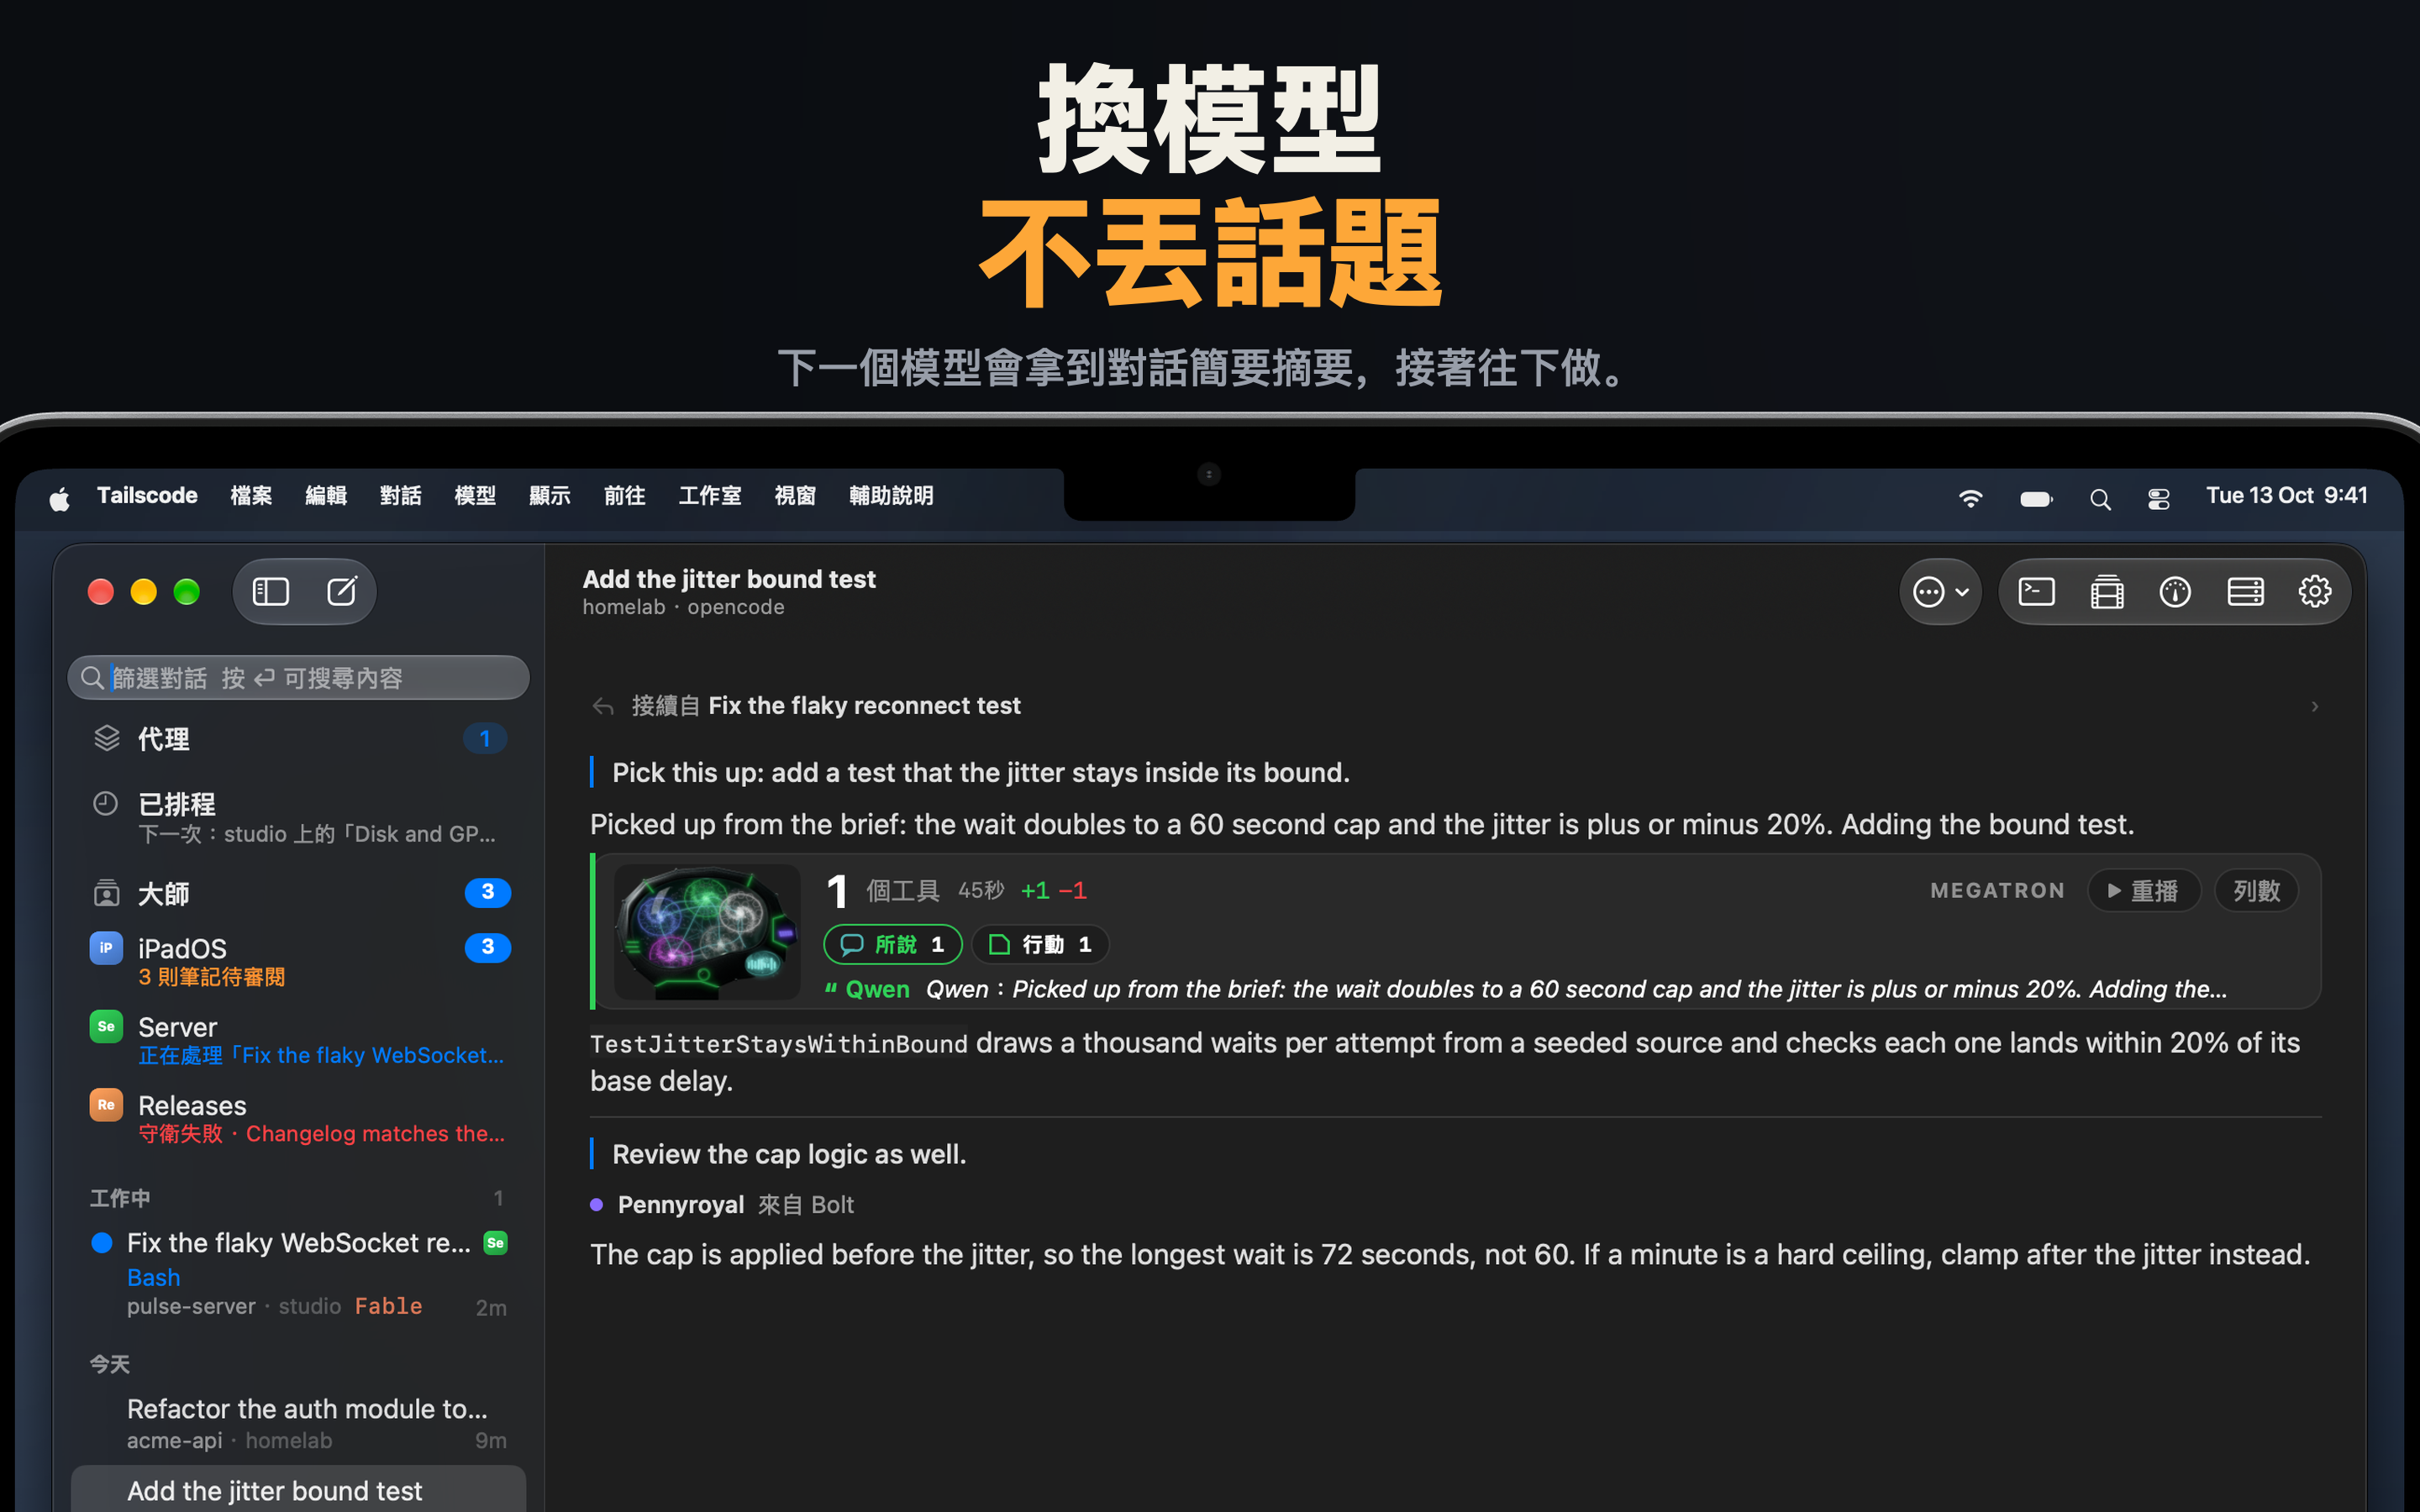 換模型
不丟話題
下一個模型會拿到對話簡要摘要，接著往下做。
Tailscode 檔案 編輯 對話 模型 顯示 前往 工作室 視窗 輔助說明
Tue 13 Oct 9:41
Add the jitter bound test
homelab · opencode
篩選對話 按 ⏎ 可搜尋內容
代理 1
已排程
下一次：studio 上的「Disk and GP…
大師 3
iP iPadOS 3
3 則筆記待審閱
Se Server
正在處理「Fix the flaky WebSocket…
Re Releases
守衛失敗 · Changelog matches the…
工作中 1
Fix the flaky WebSocket re… Se
Bash
pulse-server · studio Fable 2m
今天
Refactor the auth module to…
acme-api · homelab 9m
Add the jitter bound test
接續自 Fix the flaky reconnect test
Pick this up: add a test that the jitter stays inside its bound.
Picked up from the brief: the wait doubles to a 60 second cap and the jitter is plus or minus 20%. Adding the bound test.
1 個工具 45秒 +1 −1 MEGATRON 重播 列數
所說 1 行動 1
" Qwen Qwen：Picked up from the brief: the wait doubles to a 60 second cap and the jitter is plus or minus 20%. Adding the…
TestJitterStaysWithinBound draws a thousand waits per attempt from a seeded source and checks each one lands within 20% of its
base delay.
Review the cap logic as well.
Pennyroyal 來自 Bolt
The cap is applied before the jitter, so the longest wait is 72 seconds, not 60. If a minute is a hard ceiling, clamp after the jitter instead.